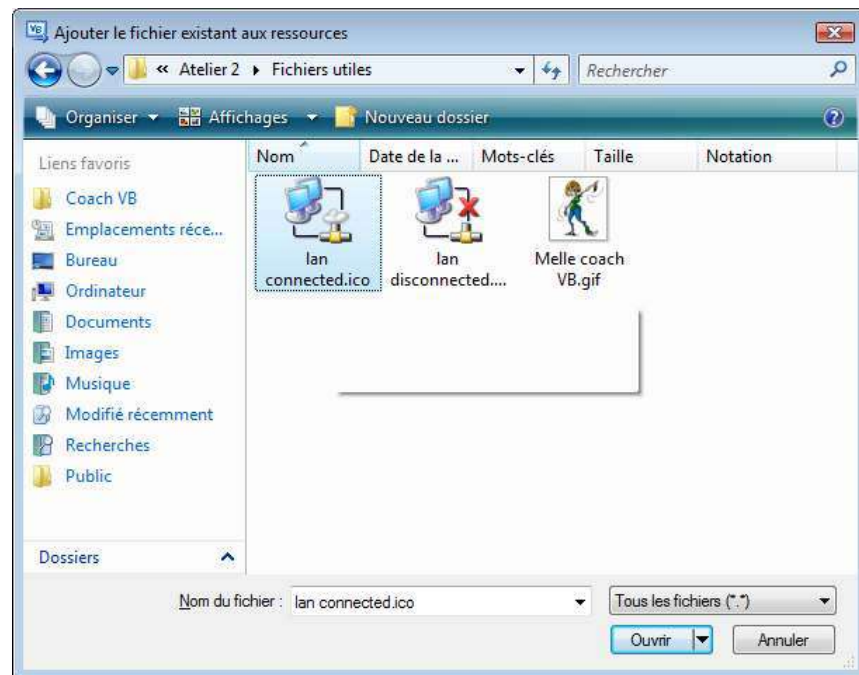 Ajouter le fichier existant aux ressources
« Atelier 2 Fichiers utiles
Rechercher
Organiser Affichages Nouveau dossier
Liens favoris
Coach VB
Emplacements réce...
Bureau
Ordinateur
Documents
Images
Musique
Modifié récemment
Recherches
Public
Dossiers
Nom Date de la ... Mots-clés Taille Notation
lan
connected.ico
lan
disconnected....
Melle coach
VB.gif
Nom du fichier : lan connected.ico
Tous les fichiers (*.*)
Ouvrir Annuler